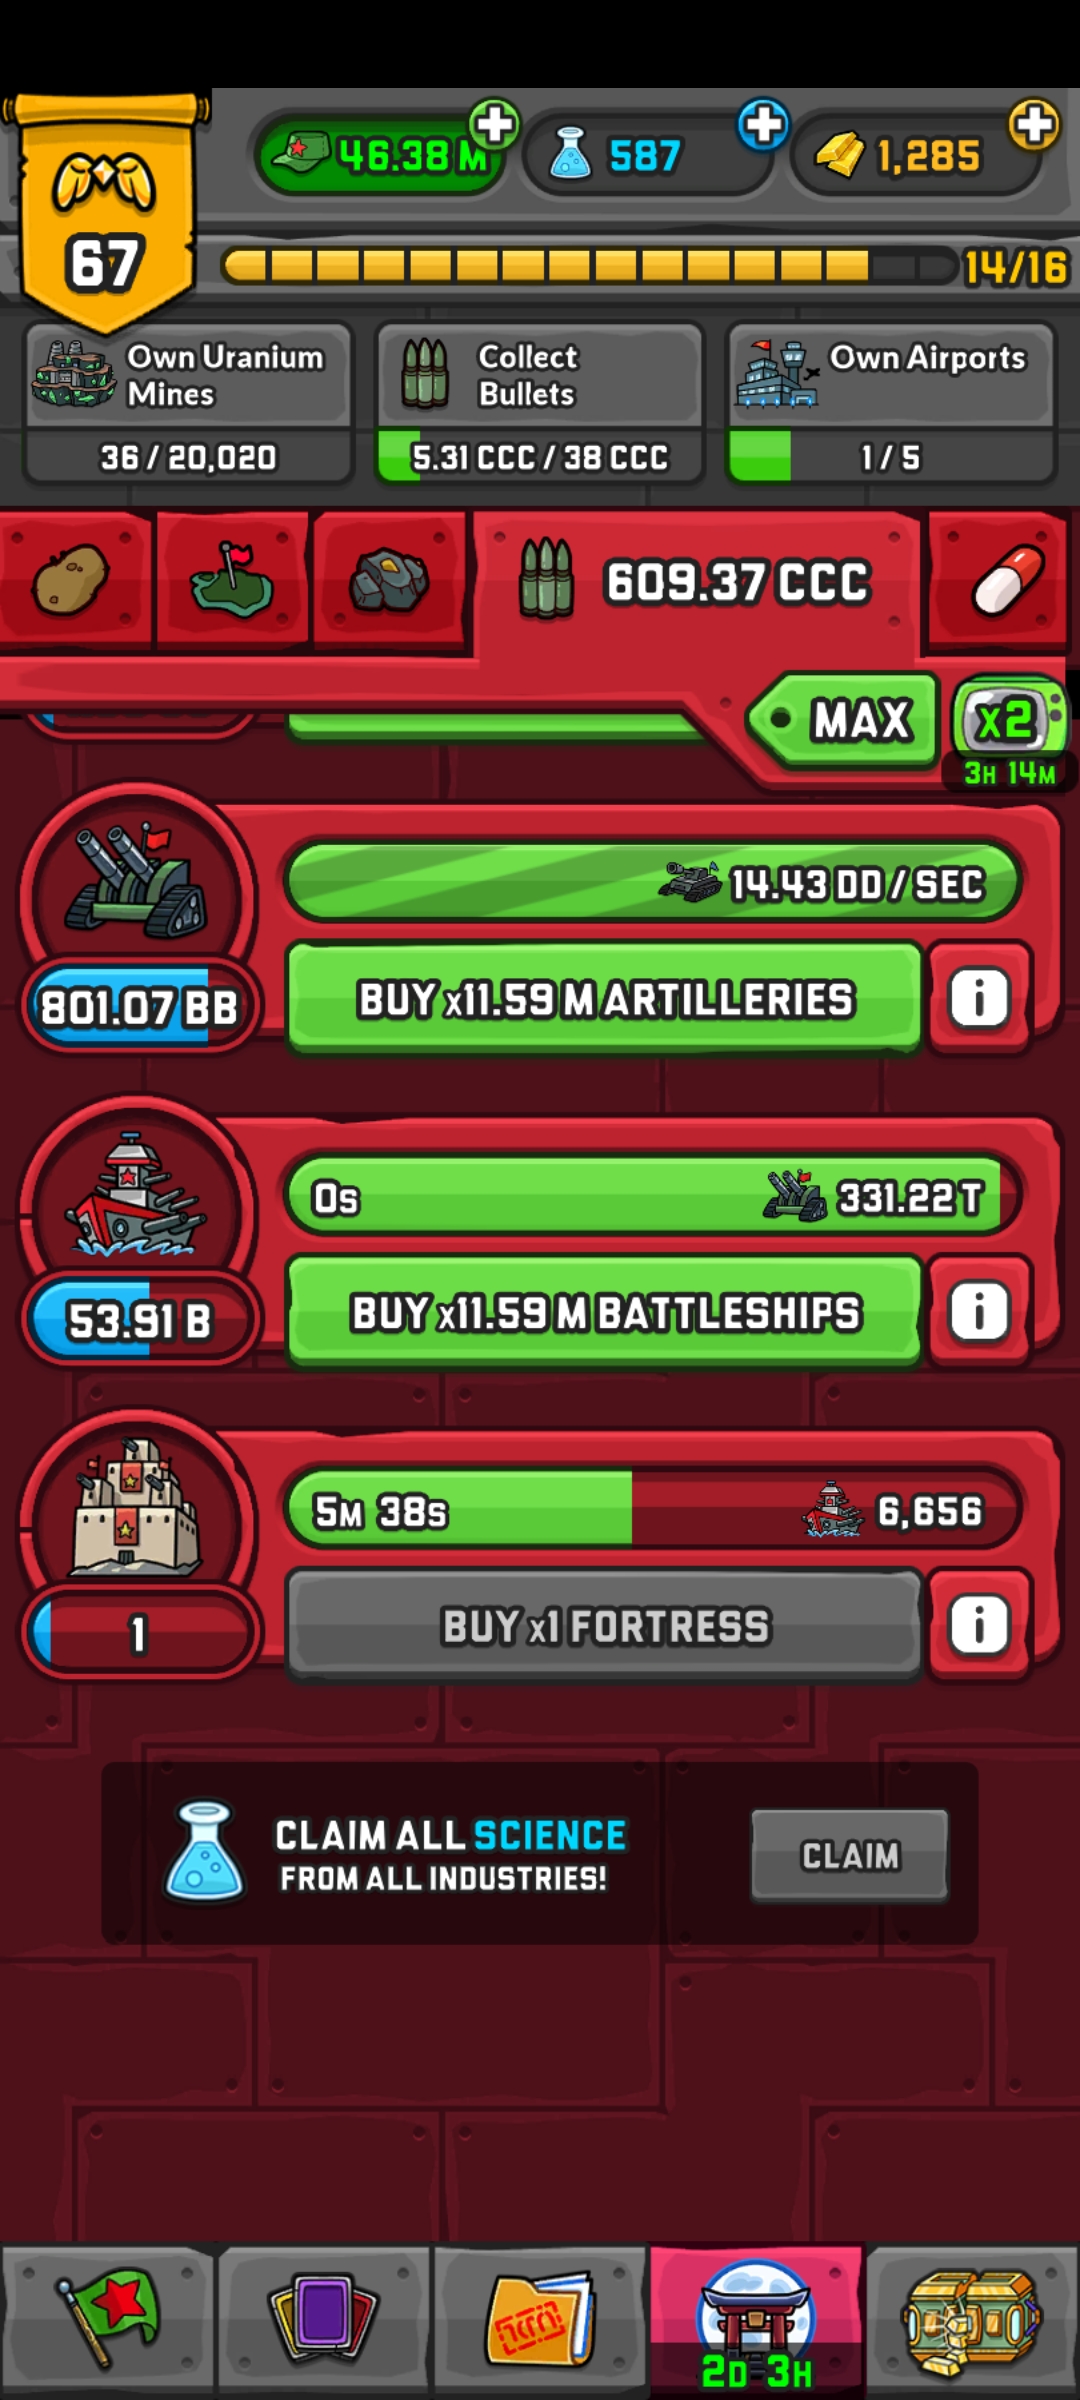 46.38 M
587
1,285
67
14/16
Own Uranium
Mines
36 / 20,020
Collect
Bullets
5.31 CCC / 38 CCC
Own Airports
1 / 5
609.37 CCC
MAX
x2
3H 14M
14.43 DD / SEC
801.07 BB
BUY x11.59 M ARTILLERIES
i
0s
331.22 T
53.91 B
BUY x11.59 M BATTLESHIPS
i
5M 38s
6,656
1
BUY x1 FORTRESS
i
CLAIM ALL SCIENCE
FROM ALL INDUSTRIES!
CLAIM
2D 3H